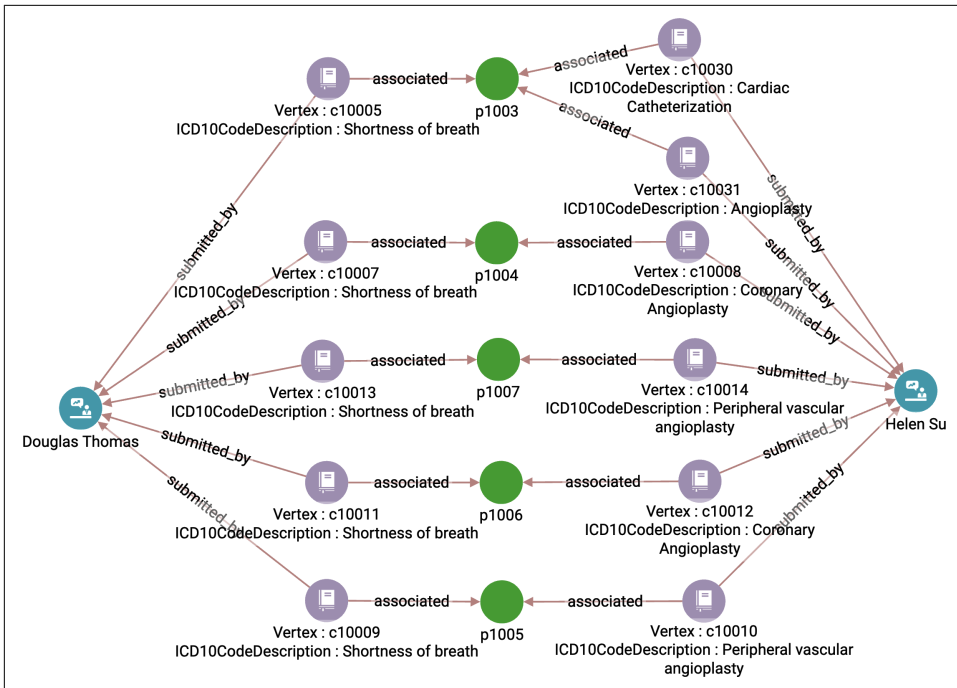 associated
Vertex : c10030
ICD10CodeDescription : Cardiac
Catheterization
associated
p1003
Vertex : c10005
ICD10CodeDescription : Shortness of breath
associated
Vertex : c10031
ICD10CodeDescription : Angioplasty
submitted_by
submitted_by
associated
p1004
associated
Vertex : c10007
ICD10CodeDescription : Shortness of breath
Vertex : c10008
ICD10CodeDescription : Coronary
Angioplasty
submitted_by
submitted_by
submitted_by
associated
p1007
associated
submitted_by
submitted_by
Vertex : c10013
ICD10CodeDescription : Shortness of breath
Vertex : c10014
ICD10CodeDescription : Peripheral vascular
angioplasty
Douglas Thomas
Helen Su
submitted_by
submitted_by
associated
p1006
associated
Vertex : c10011
ICD10CodeDescription : Shortness of breath
Vertex : c10012
ICD10CodeDescription : Coronary
Angioplasty
submitted_by
submitted_by
associated
p1005
associated
Vertex : c10009
ICD10CodeDescription : Shortness of breath
Vertex : c10010
ICD10CodeDescription : Peripheral vascular
angioplasty